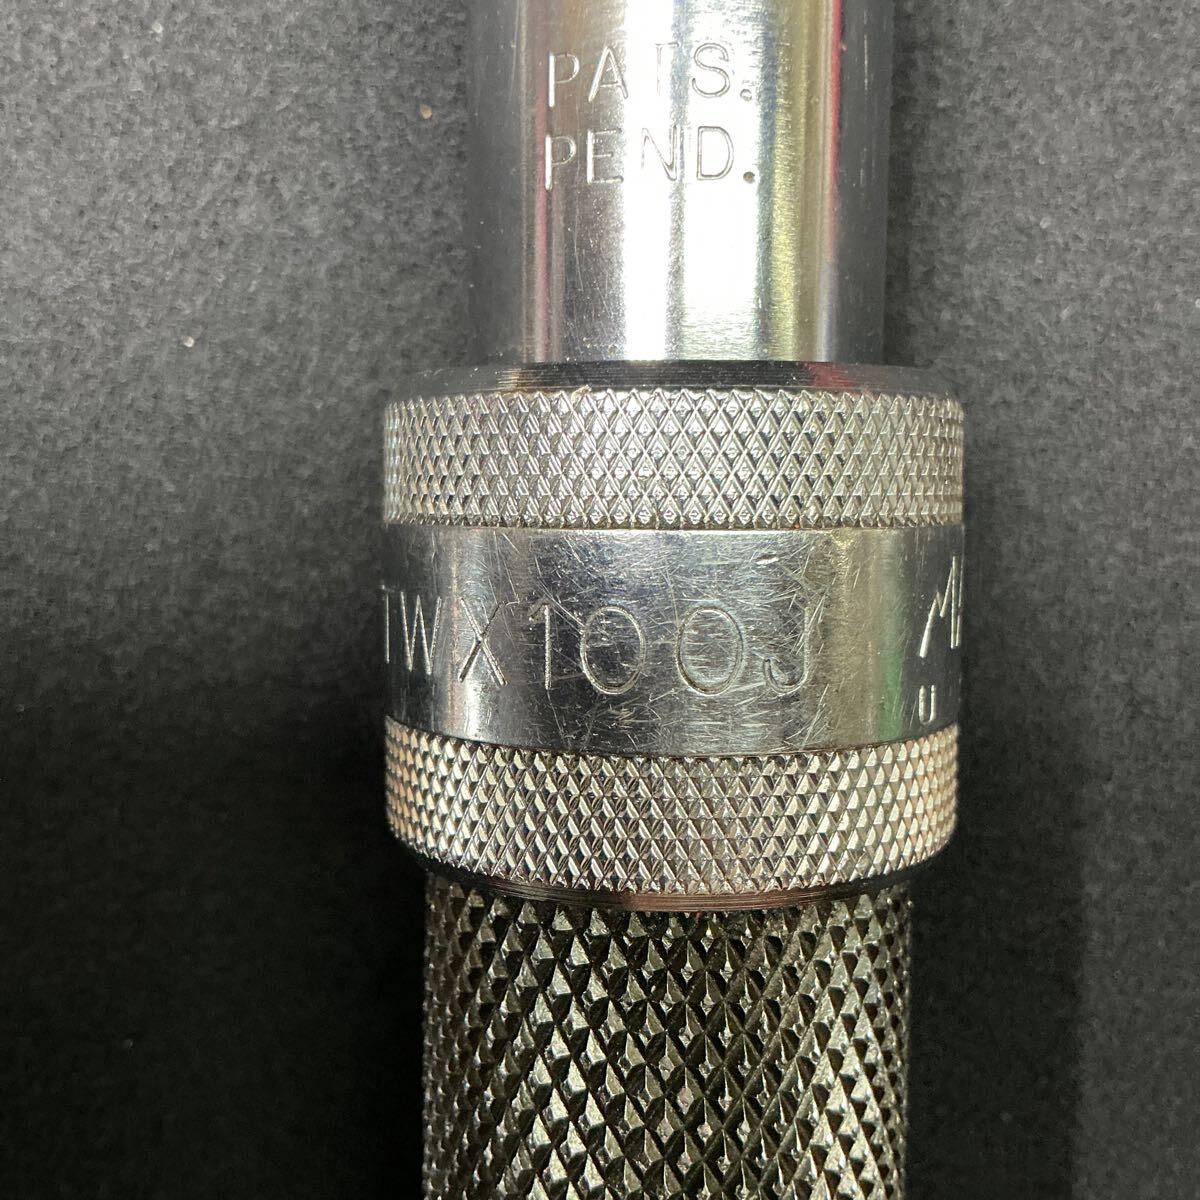 PATS.
PEND.
TWX100J
U